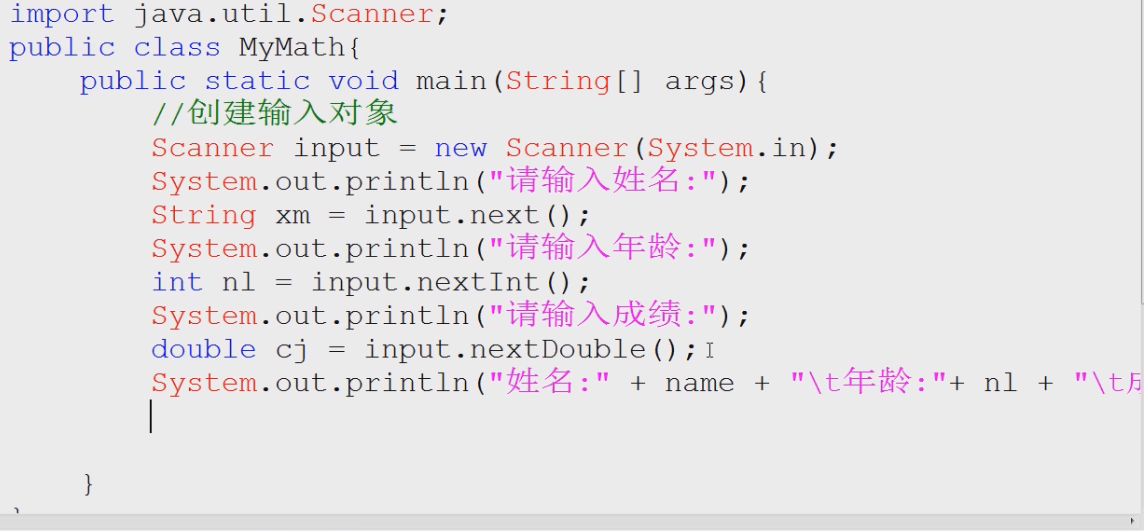 import java.util.Scanner;
public class MyMath{
public static void main(String[] args){
//创建输入对象
Scanner input = new Scanner(System.in);
System.out.println("请输入姓名:");
String xm = input.next();
System.out.println("请输入年龄:");
int nl = input.nextInt();
System.out.println("请输入成绩:");
double cj = input.nextDouble();
System.out.println("姓名:" + name + "\t年龄:"+ nl + "\t
}